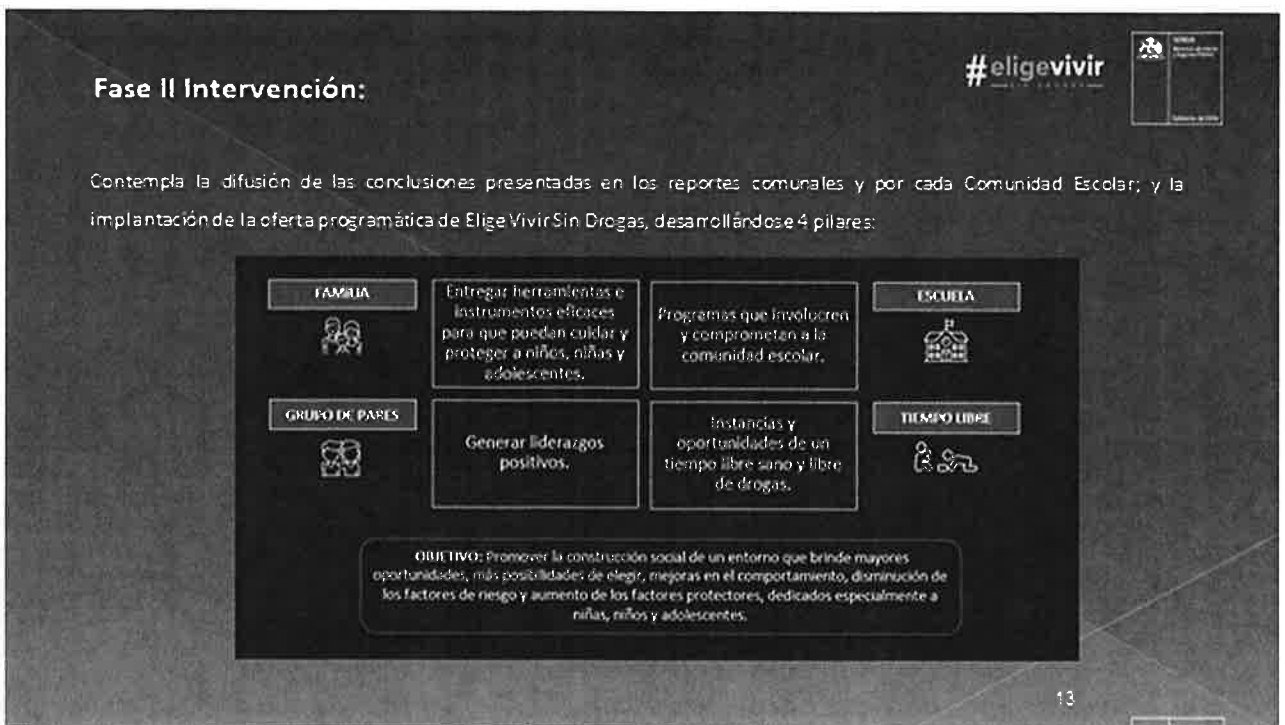 #eligevivir
SENDA
Fase II Intervención:
Contempla la difusión de las conclusiones presentadas en los reportes comunales y por cada Comunidad Escolar; y la
implantación de la oferta programática de Elige Vivir Sin Drogas, desarrollándose 4 pilares:
FAMILIA
Entregar herramientas e
instrumentos eficaces
para que puedan cuidar y
proteger a niños, niñas y
adolescentes.
Programas que involucren
y comprometan a la
comunidad escolar.
ESCUELA
GRUPO DE PARES
Generar liderazgos
positivos.
Instancias y
oportunidades de un
tiempo libre sano y libre
de drogas.
TIEMPO LIBRE
OBJETIVO: Promover la construcción social de un entorno que brinde mayores
oportunidades, más posibilidades de elegir, mejoras en el comportamiento, disminución de
los factores de riesgo y aumento de los factores protectores, dedicados especialmente a
niñas, niños y adolescentes.
13